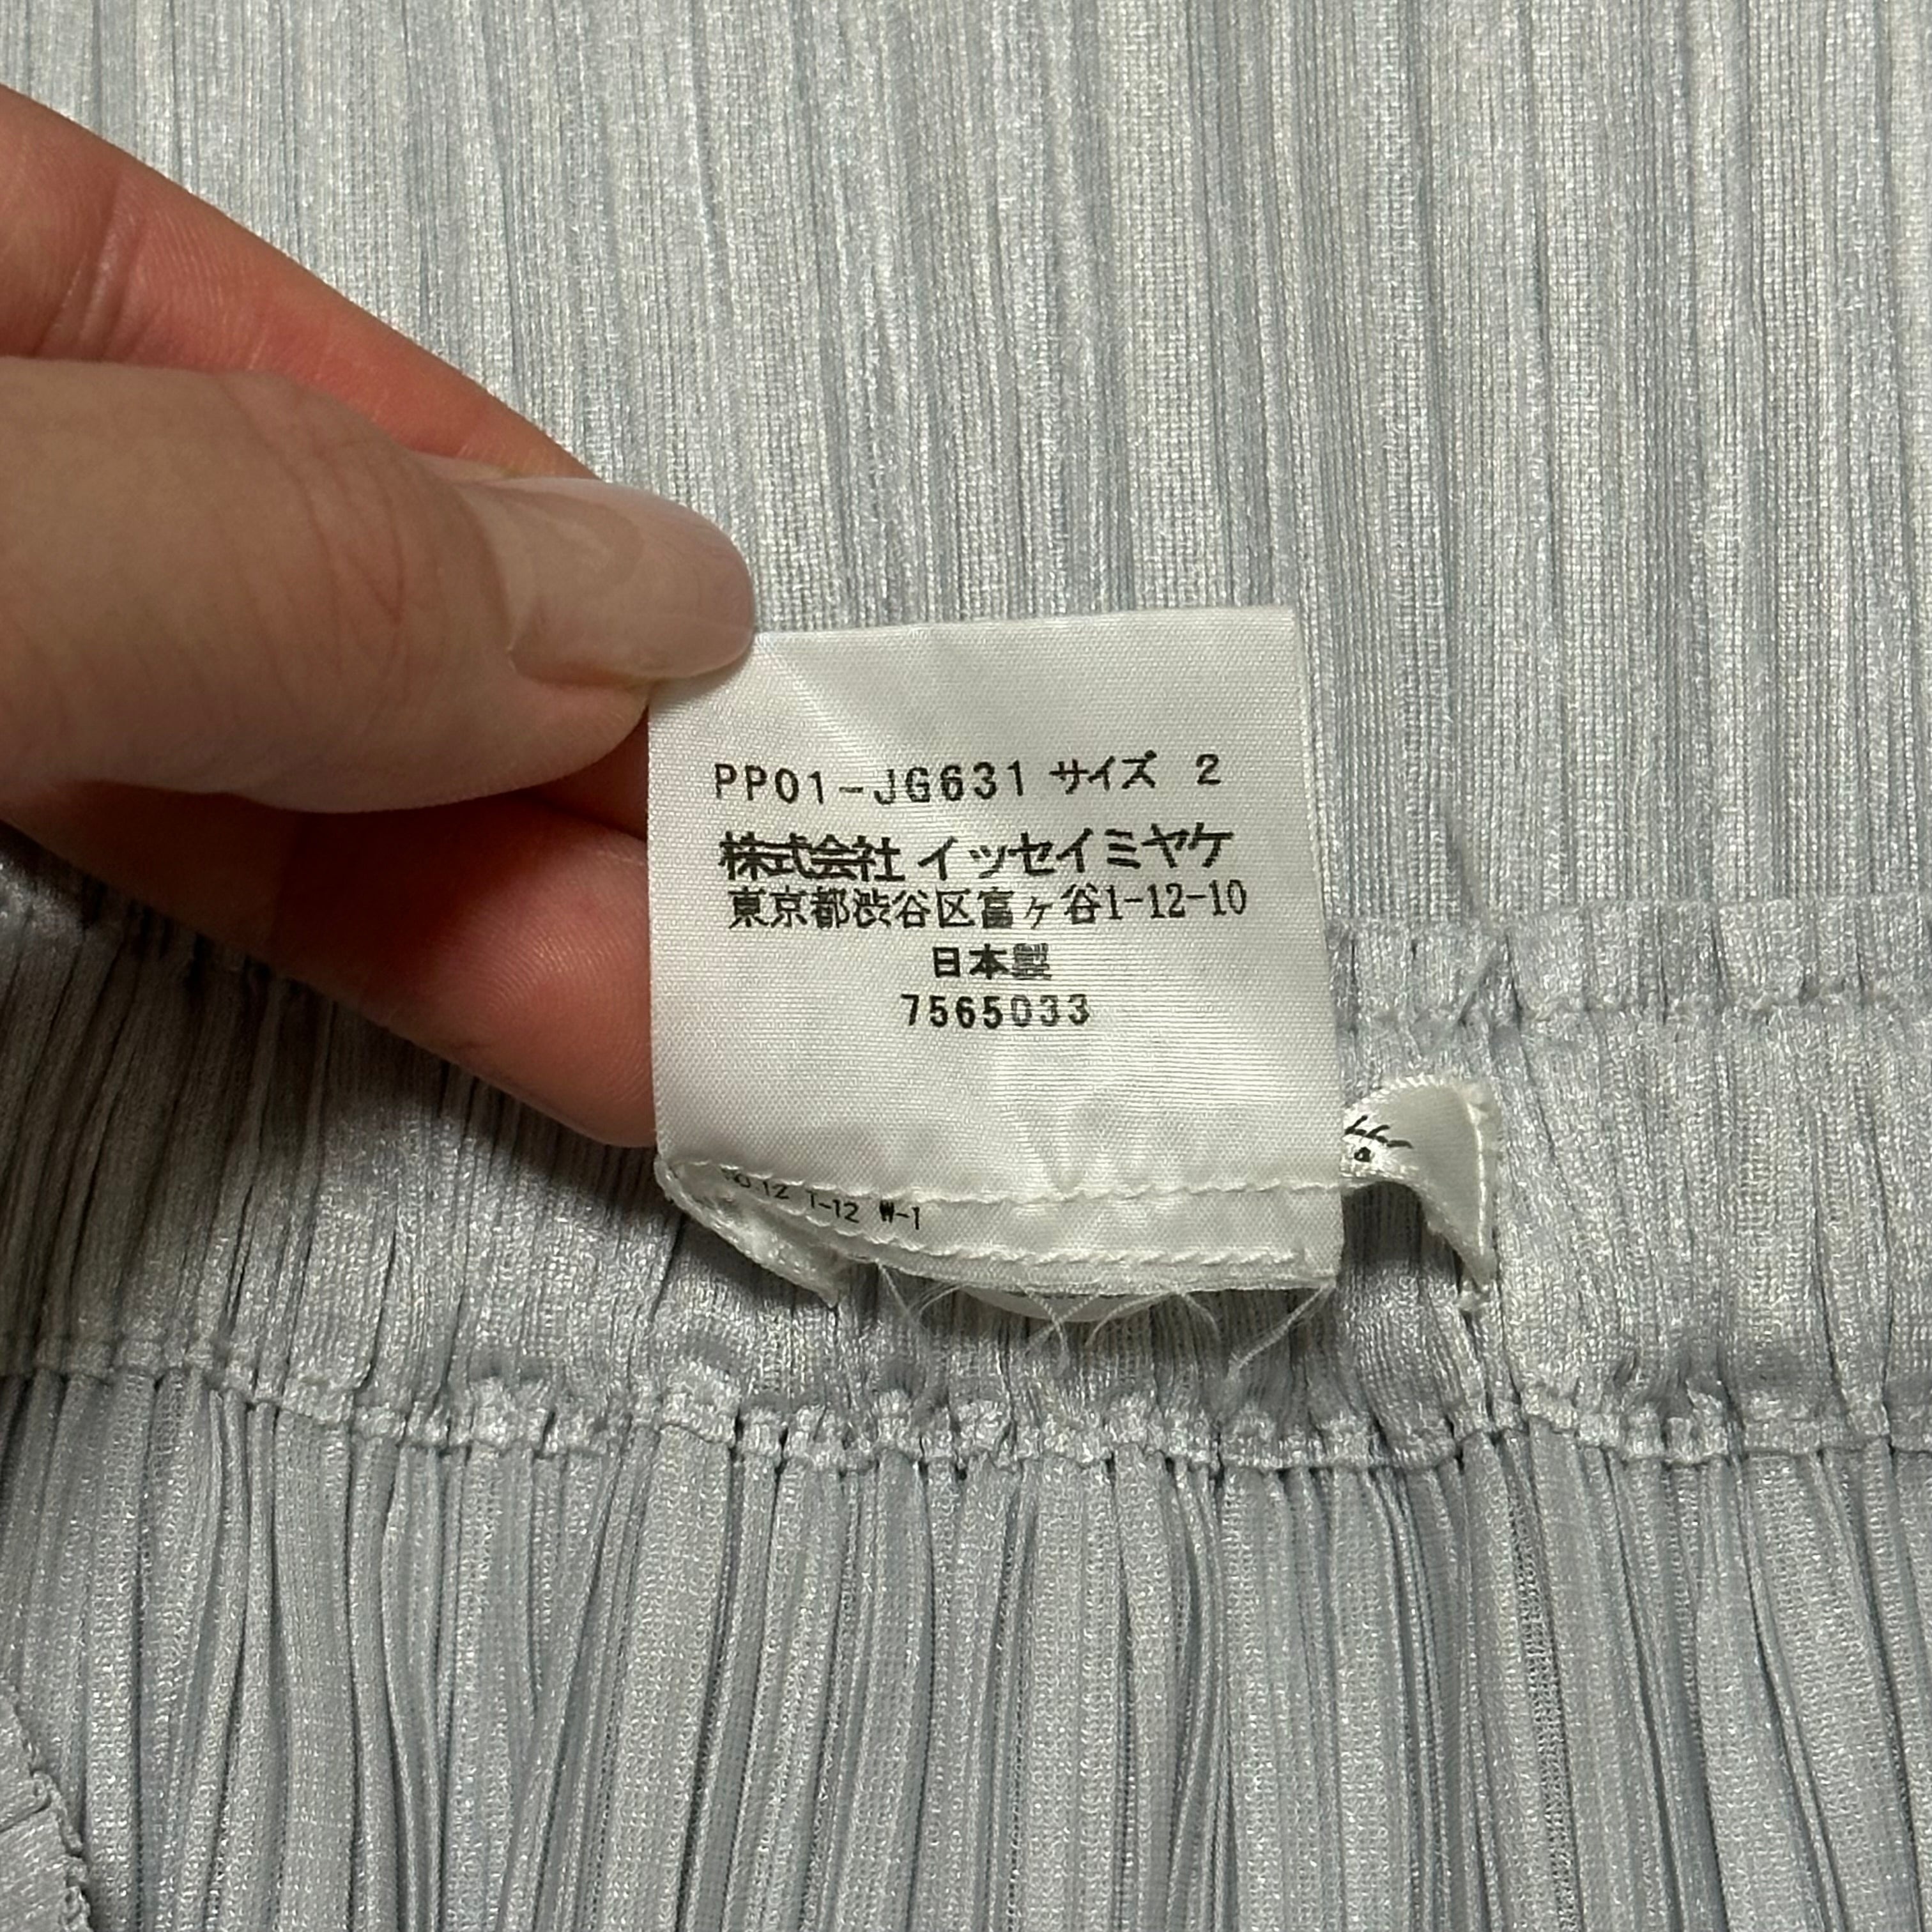 PP01-JG631 サイズ 2
株式会社 イッセイミヤケ
東京都渋谷区富ヶ谷1-12-10
日本製
7565033
12 T-12 W-1